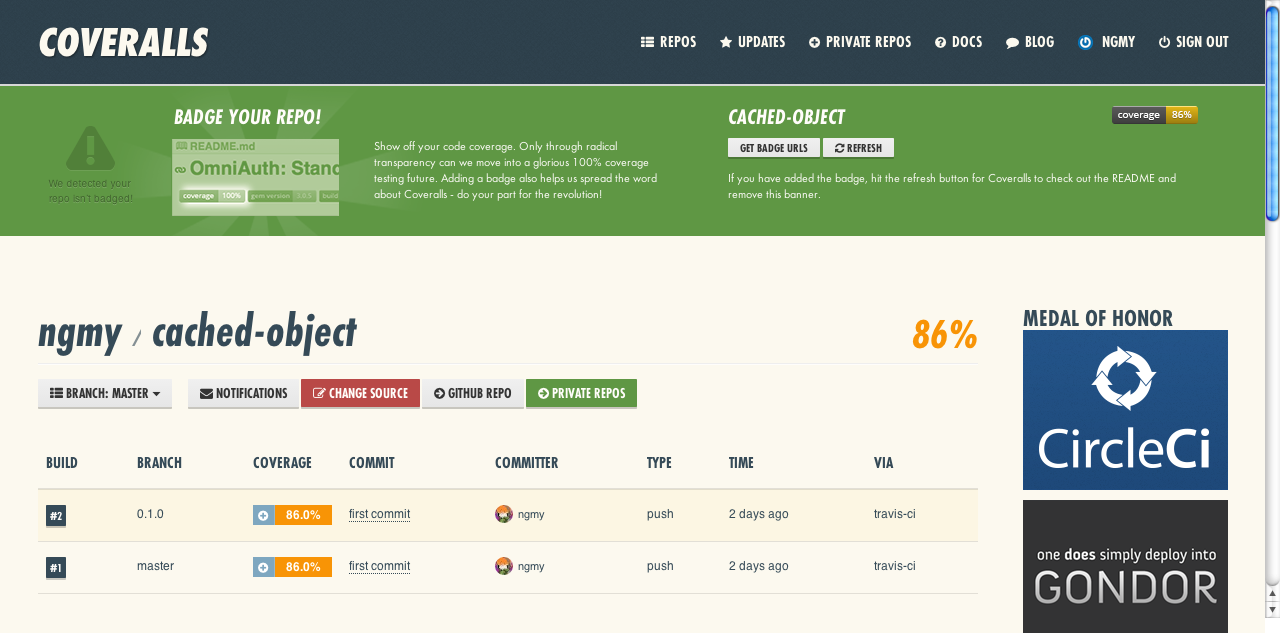 COVERALLS
REPOS UPDATES PRIVATE REPOS DOCS BLOG NGMY SIGN OUT
We detected your
repo isn't badged!
BADGE YOUR REPO!
README.md
OmniAuth: Stand
coverage 100% gem version 1.0.5 build
Show off your code coverage. Only through radical
transparency can we move into a glorious 100% coverage
testing future. Adding a badge also helps us spread the word
about Coveralls - do your part for the revolution!
CACHED-OBJECT
coverage 86%
GET BADGE URLS REFRESH
If you have added the badge, hit the refresh button for Coveralls to check out the README and
remove this banner.
ngmy / cached-object 86%
BRANCH: MASTER NOTIFICATIONS CHANGE SOURCE GITHUB REPO PRIVATE REPOS
BUILD BRANCH COVERAGE COMMIT COMMITTER TYPE TIME VIA
#2 0.1.0 86.0% first commit ngmy push 2 days ago travis-ci
#1 master 86.0% first commit ngmy push 2 days ago travis-ci
MEDAL OF HONOR
CircleCi
one does simply deploy into
GONDOR